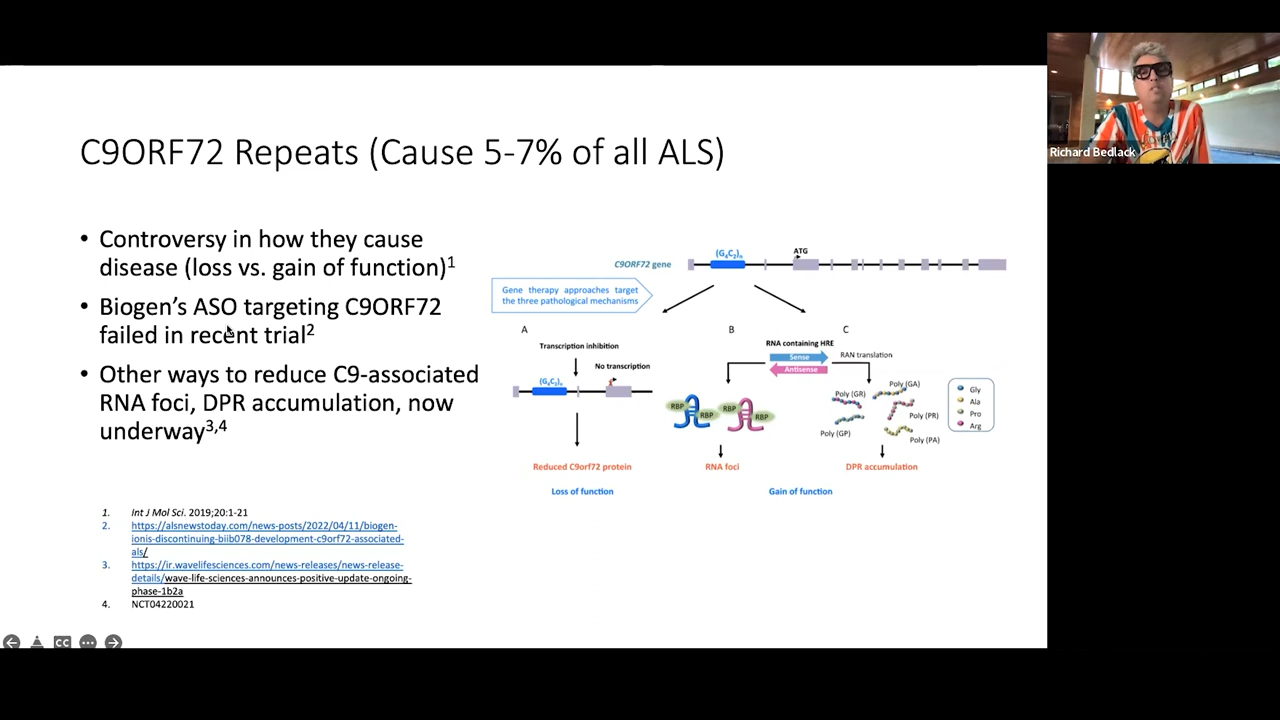 C9ORF72 Repeats (Cause 5-7% of all ALS)
• Controversy in how they cause
disease (loss vs. gain of function)1
• Biogen's ASO targeting C9ORF72
failed in recent trial2
• Other ways to reduce C9-associated
RNA foci, DPR accumulation, now
underway3,4
1. Int J Mol Sci. 2019;20:1-21
2. https://alsnewstoday.com/news-posts/2022/04/11/biogen-
ionis-discontinuing-biib078-development-c9orf72-associated-
als/
3. https://ir.wavelifesciences.com/news-releases/news-release-
details/wave-life-sciences-announces-positive-update-ongoing-
phase-1b2a
4. NCT04220021
C9ORF72 gene
(G4C2)n
ATG
Gene therapy approaches target
the three pathological mechanisms
A
Transcription inhibition
No transcription
(G4C2)n
Reduced C9orf72 protein
Loss of function
B
C
RNA containing HRE
Sense
Antisense
RAN translation
RBP
RBP
RBP
RBP
RNA foci
Poly (GA)
Poly (GR)
Poly (PR)
Poly (GP)
Poly (PA)
Gly
Ala
Pro
Arg
DPR accumulation
Gain of function
CC
Richard Bedlack